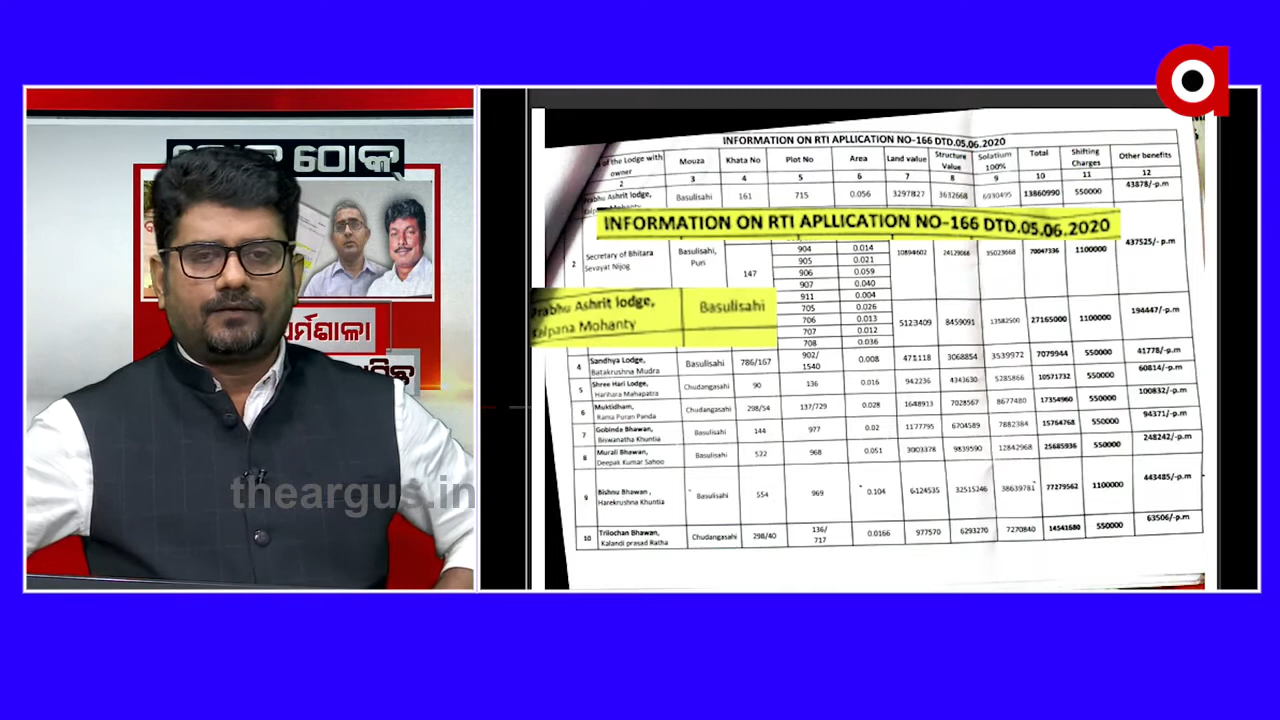 ଠୋକ୍
ର୍ମଶାଳା
theargus.in
INFORMATION ON RTI APLLICATION NO-166 DTD.05.06.2020
of the Lodge with owner Mouza Khata No Plot No Area Land value Structure Value Solatium 100% Total Shifting Charges Other benefits
2 3 4 5 6 7 8 9 10 11 12
Prabhu Ashrit lodge, Basulisahi 161 715 0.056 3297827 3632668 6930495 13860990 550000 43878/-p.m
INFORMATION ON RTI APLLICATION NO-166 DTD.05.06.2020
2 Secretary of Bhitara Sevayat Nijog Basulisahi, Puri 147 10894602 24129066 35023668 70047336 1100000 437525/- p.m
904 0.014
905 0.021
906 0.059
907 0.040
911 0.004
Prabhu Ashrit lodge, Basulisahi
Kalpana Mohanty
705 0.026
706 0.013
707 0.012
708 0.036
5123409 8459091 13582500 27165000 1100000 194447/-p.m
4 Sandhya Lodge, Batakrushna Mudra Basulisahi 786/167 902/1540 0.008 471118 3068854 3539972 7079944 550000 41778/-p.m
5 Shree Hari Lodge, Harihara Mahapatra Chudangasahi 90 136 0.016 942236 4343630 5285866 10571732 550000 60814/-p.m
6 Muktidham, Rama Puran Panda Chudangasahi 298/54 137/729 0.028 1648913 7028567 8677480 17354960 550000 100832/-p.m
7 Gobinda Bhawan, Biswanatha Khuntia Basulisahi 144 977 0.02 1177795 6704589 7882384 15764768 550000 94371/-p.m
8 Murali Bhawan, Deepak Kumar Sahoo Basulisahi 522 968 0.051 3003378 9839590 12842968 25685936 550000 248242/-p.m
9 Bishnu Bhawan, Harekrushna Khuntia Basulisahi 554 969 0.104 6124535 32515246 38639781 77279562 1100000 443485/-p.m
10 Trilochan Bhawan, Kalandi prasad Ratha Chudangasahi 298/40 136/717 0.0166 977570 6293270 7270840 14541680 550000 63506/-p.m